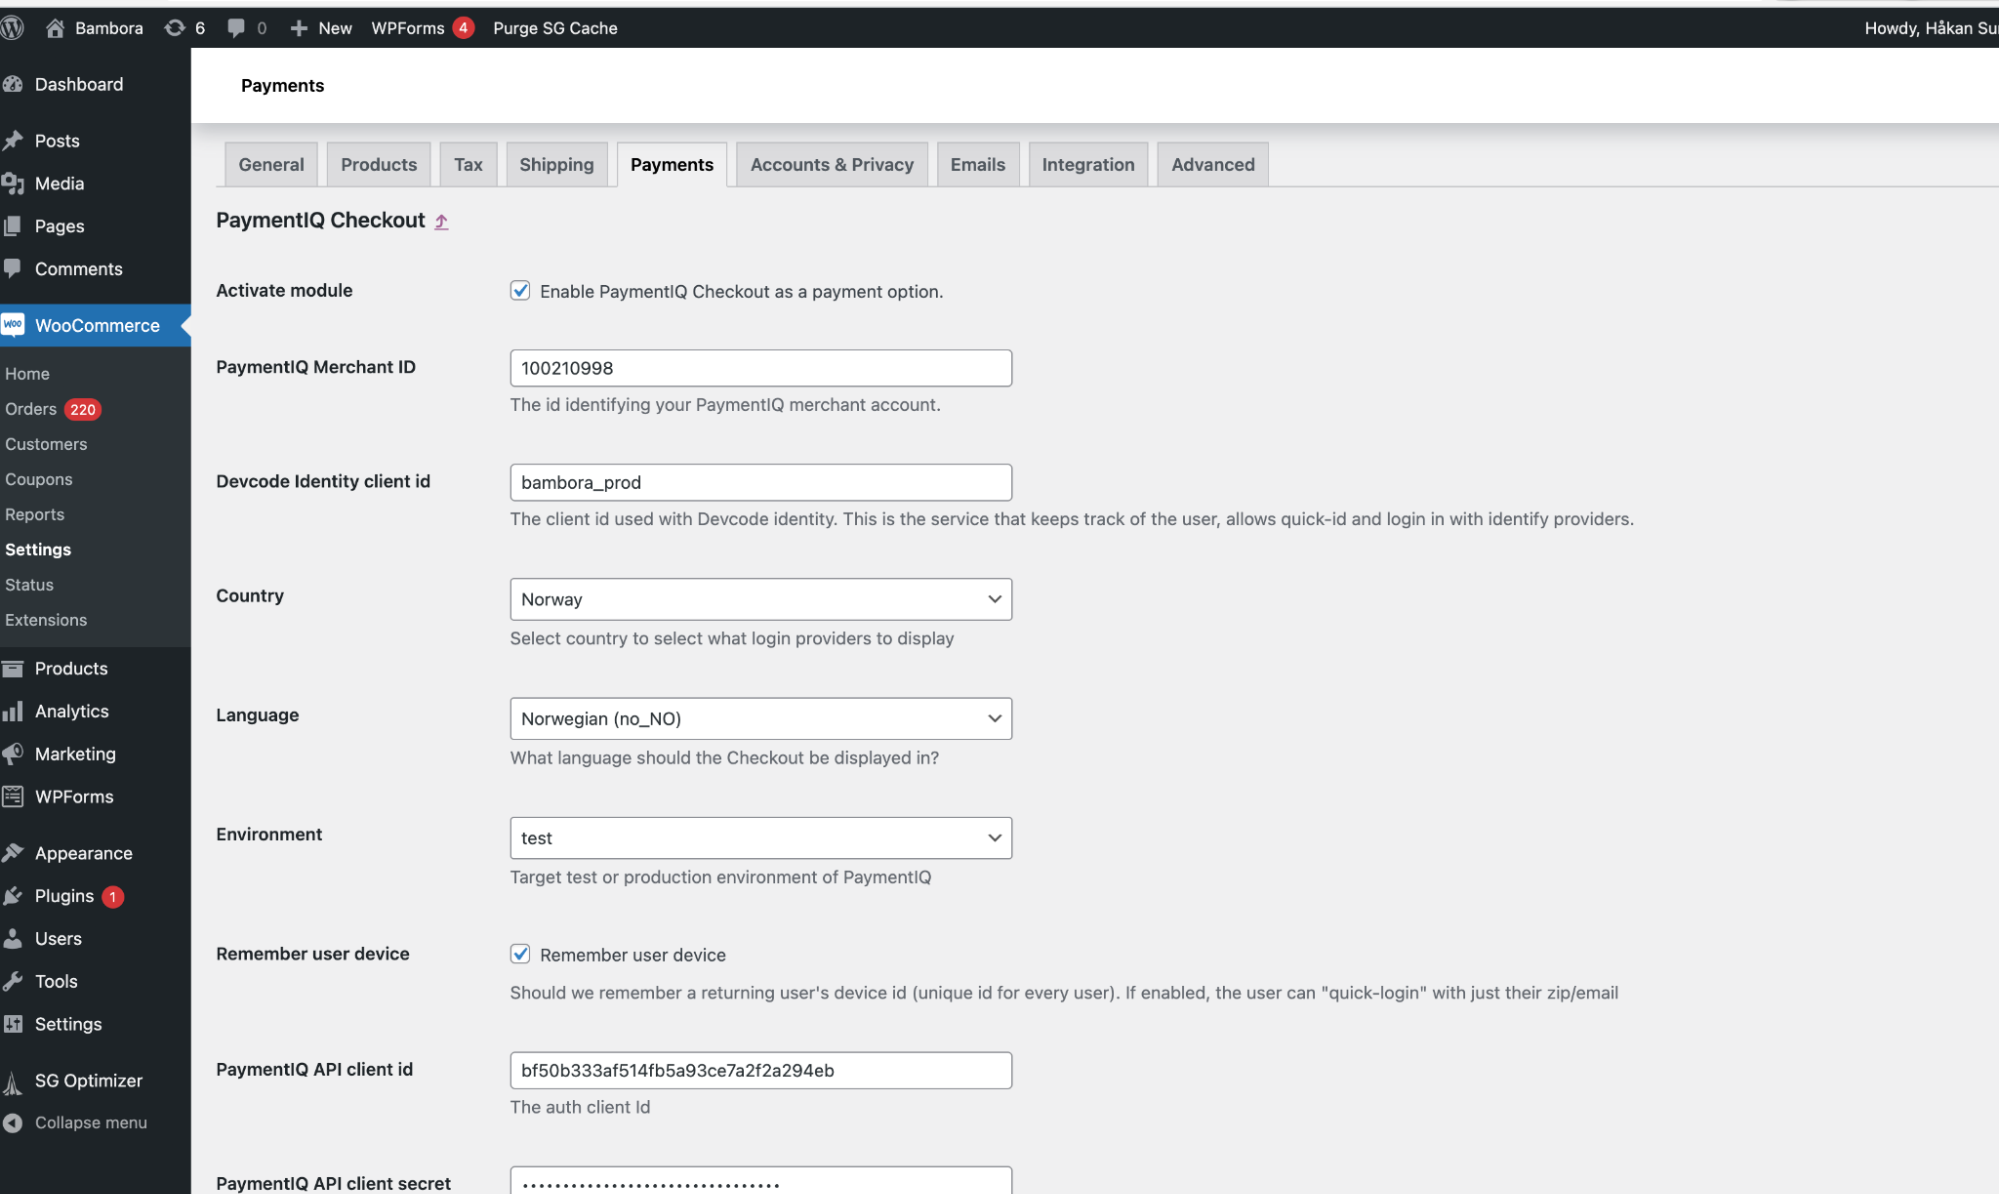 Bambora 6 0 New WPForms 4 Purge SG Cache Howdy, Håkan
Dashboard
Posts
Media
Pages
Comments
WOO WooCommerce
Home
Orders 220
Customers
Coupons
Reports
Settings
Status
Extensions
Products
Analytics
Marketing
WPForms
Appearance
Plugins 1
Users
Tools
Settings
SG Optimizer
Collapse menu
Payments
General Products Tax Shipping Payments Accounts & Privacy Emails Integration Advanced
PaymentIQ Checkout
Activate module
Enable PaymentIQ Checkout as a payment option.
PaymentIQ Merchant ID
100210998
The id identifying your PaymentIQ merchant account.
Devcode Identity client id
bambora_prod
The client id used with Devcode identity. This is the service that keeps track of the user, allows quick-id and login in with identify providers.
Country
Norway
Select country to select what login providers to display
Language
Norwegian (no_NO)
What language should the Checkout be displayed in?
Environment
test
Target test or production environment of PaymentIQ
Remember user device
Remember user device
Should we remember a returning user's device id (unique id for every user). If enabled, the user can "quick-login" with just their zip/email
PaymentIQ API client id
bf50b333af514fb5a93ce7a2f2a294eb
The auth client Id
PaymentIQ API client secret